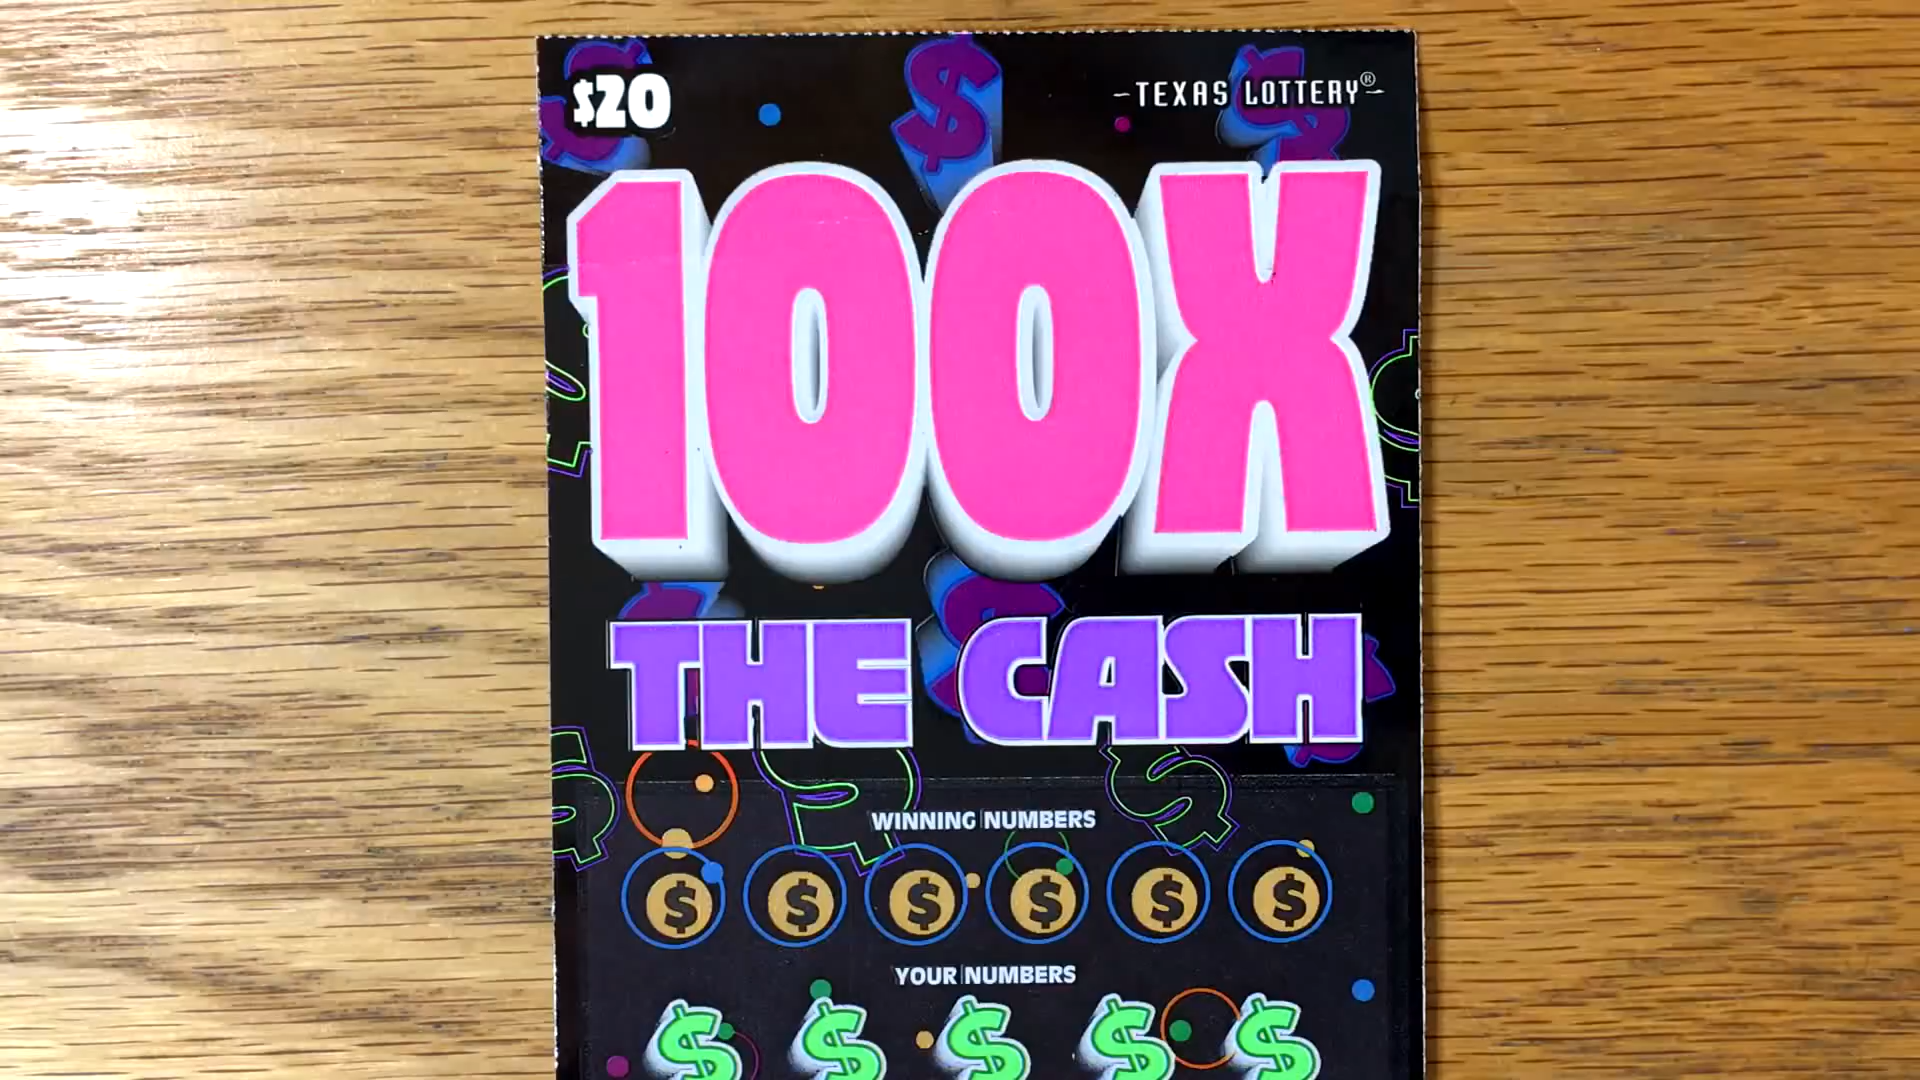 $20
TEXAS LOTTERY®
100X
THE CASH
WINNING NUMBERS
$ $ $ $ $ $
YOUR NUMBERS
$ $ $ $ $